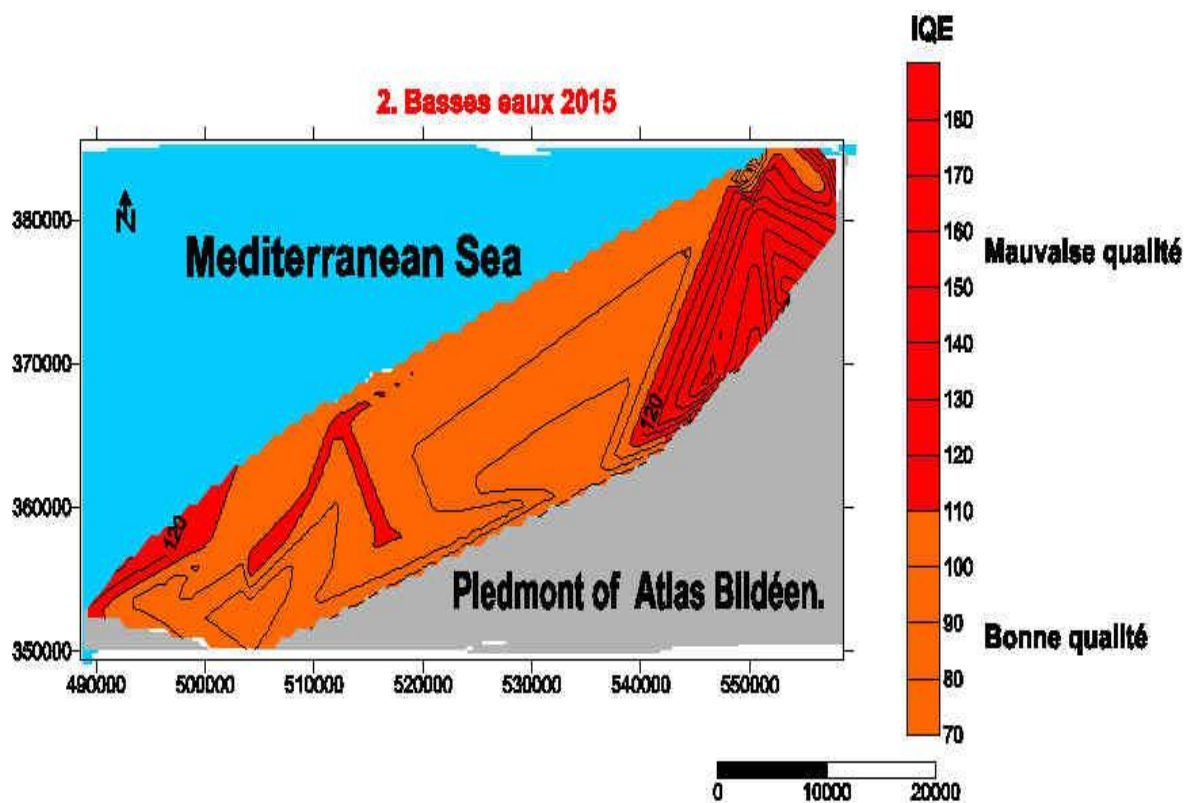 IQE
2. Basses eaux 2015
N
Mediterranean Sea
Piedmont of Atlas Blldéen.
120
120
380000
370000
360000
350000
490000 500000 510000 520000 530000 540000 550000
180
170
160
150
140
130
120
110
100
90
80
70
Mauvaise qualité
Bonne qualité
0 10000 20000